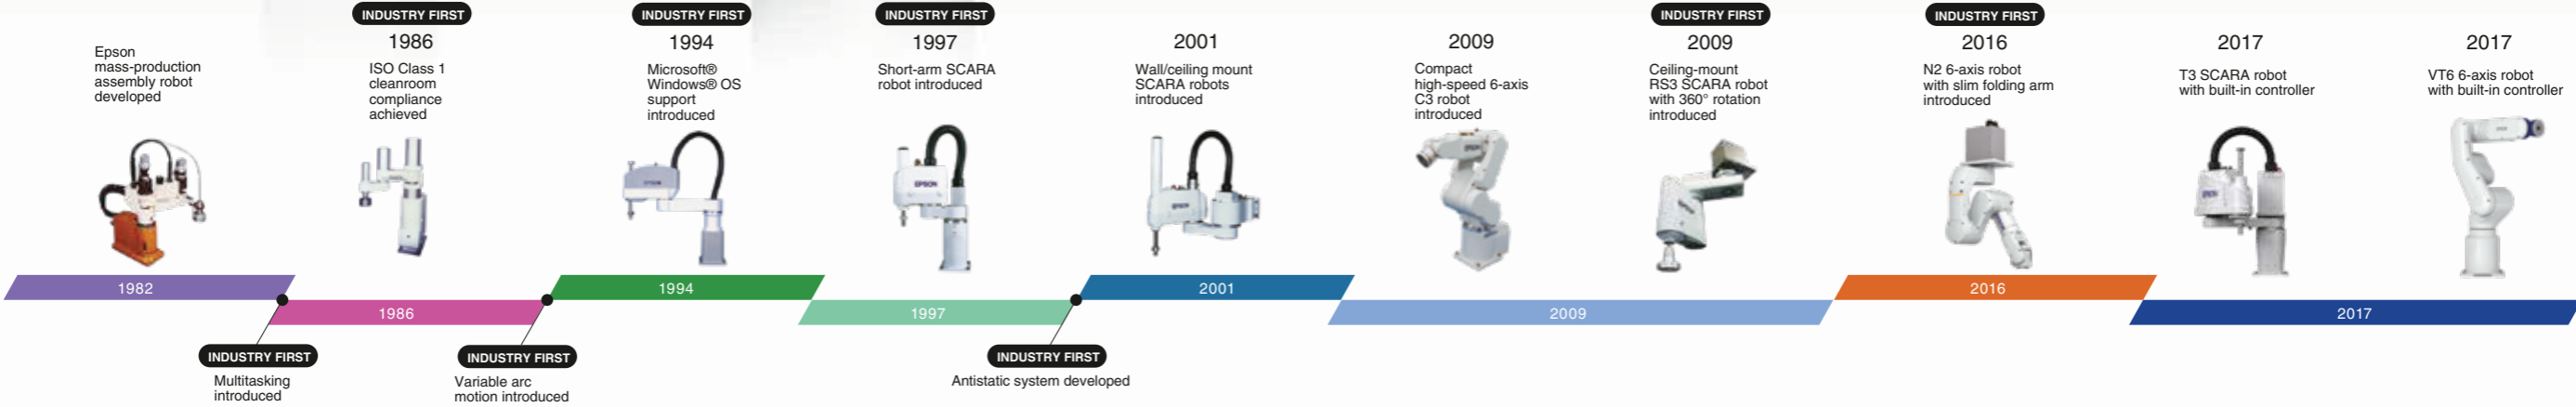 Epson
mass-production
assembly robot
developed
INDUSTRY FIRST
1986
ISO Class 1
cleanroom
compliance
achieved
INDUSTRY FIRST
1994
Microsoft®
Windows® OS
support
introduced
INDUSTRY FIRST
1997
Short-arm SCARA
robot introduced
2001
Wall/ceiling mount
SCARA robots
introduced
2009
Compact
high-speed 6-axis
C3 robot
introduced
INDUSTRY FIRST
2009
Ceiling-mount
RS3 SCARA robot
with 360° rotation
introduced
INDUSTRY FIRST
2016
N2 6-axis robot
with slim folding arm
introduced
2017
T3 SCARA robot
with built-in controller
2017
VT6 6-axis robot
with built-in controller
EPSON
EPSON
EPSON
EPSON
EPSON
1982
1986
1994
1997
2001
2009
2016
2017
INDUSTRY FIRST
Multitasking
introduced
INDUSTRY FIRST
Variable arc
motion introduced
INDUSTRY FIRST
Antistatic system developed